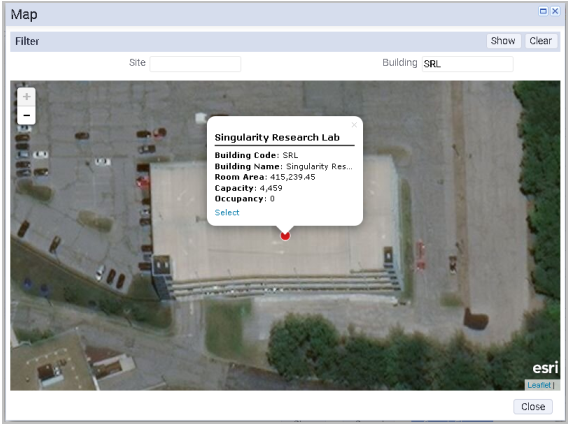 Map
Filter
Show Clear
Site
Building SRL
+
−
×
Singularity Research Lab
Building Code: SRL
Building Name: Singularity Res...
Room Area: 415,239.45
Capacity: 4,459
Occupancy: 0
Select
esri
Leaflet |
Close